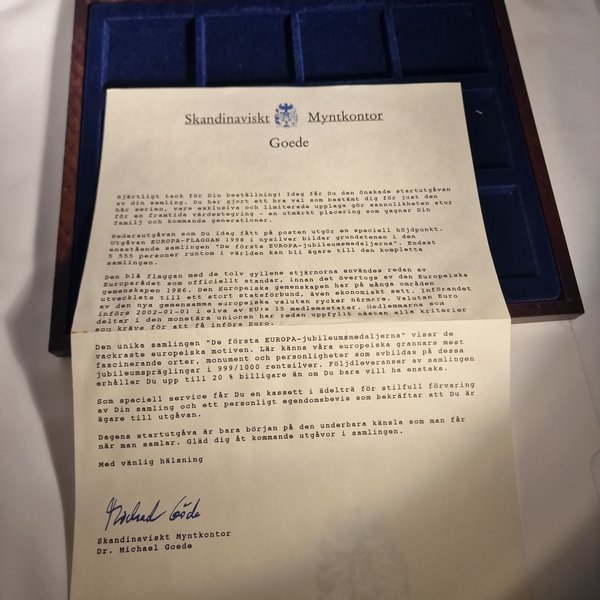 Skandinaviskt Myntkontor
Goede
Hjärtligt tack för Din beställning! Idag får Du den önskade startutgåvan
av din samling. Du har gjort ett bra val som bestämt dig för just den
här serien, vars exklusiva och limiterade upplaga gör sannolikheten stor
för en framtida värdestegring - en utmärkt placering som gagnar Din
familj och kommande generationer.
Hedersutgåvan som Du idag fått på posten utgör en speciell höjdpunkt.
Utgåvan EUROPA-FLAGGAN 1998 i nysilver bildar grundstenen i den
enastående samlingen "De första EUROPA-jubileumsmedaljerna". Endast
5 555 personer runtom i världen kan bli ägare till den kompletta
samlingen.
Den blå flaggan med de tolv gyllene stjärnorna användes redan av
Europarådet som officiell standar, innan det övertogs av den Europeiska
gemenskapen 1986. Den Europeiska gemenskapen har på många områden
utvecklats till ett stort statsförbund, även ekonomiskt sett. Införandet
av den nya gemensamma europeiska valutan rycker närmare. Valutan Euro
införs 2002-01-01 i elva av EU:s 15 medlemsstater. Medlemmarna som
deltar i den monetära unionen har redan uppfyllt nästan alla kriterier
som krävs för att få införa Euro.
Den unika samlingen "De första EUROPA-jubileumsmedaljerna" visar de
vackraste europeiska motiven. Lär känna våra europeiska grannars mest
fascinerande orter, monument och personligheter som avbildas på dessa
jubileumspräglingar i 999/1000 rentsilver. Följdleveranser av samlingen
erhåller Du upp till 20 % billigare än om Du bara vill ha enstaka.
Som speciell service får Du en kassett i ädelträ för stilfull förvaring
av Din samling och ett personligt egendomsbevis som bekräftar att Du är
ägare till utgåvan.
Dagens startutgåva är bara början på den underbara känsla som man får
när man samlar. Gläd dig åt kommande utgåvor i samlingen.
Med vänlig hälsning
Michael Goede
Skandinaviskt Myntkontor
Dr. Michael Goede